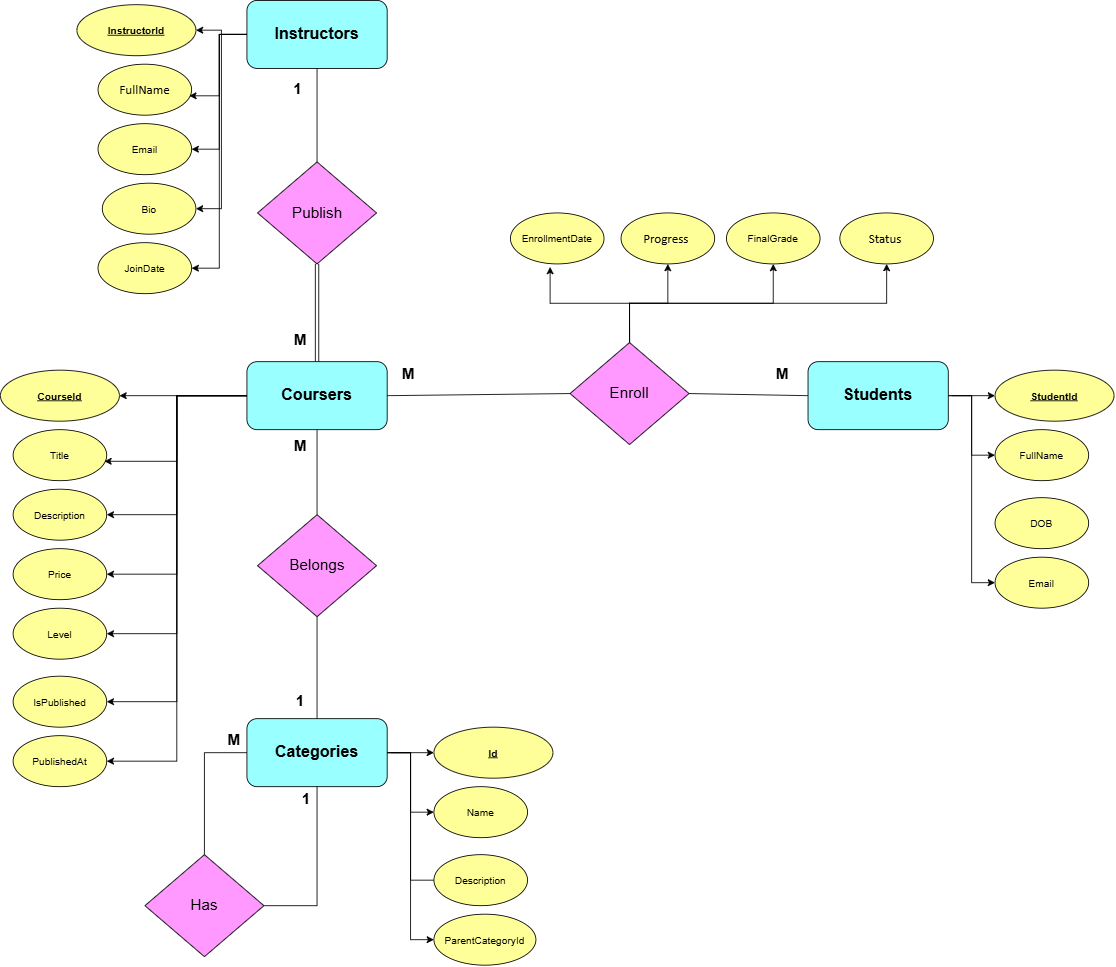 InstructorId
Instructors
1
FullName
Email
Bio
JoinDate
Publish
M
EnrollmentDate
Progress
FinalGrade
Status
CourseId
Coursers
M
Enroll
M
Students
StudentId
Title
Description
Price
Level
IsPublished
PublishedAt
M
Belongs
1
FullName
DOB
Email
M
Categories
1
Id
Name
Description
ParentCategoryId
Has